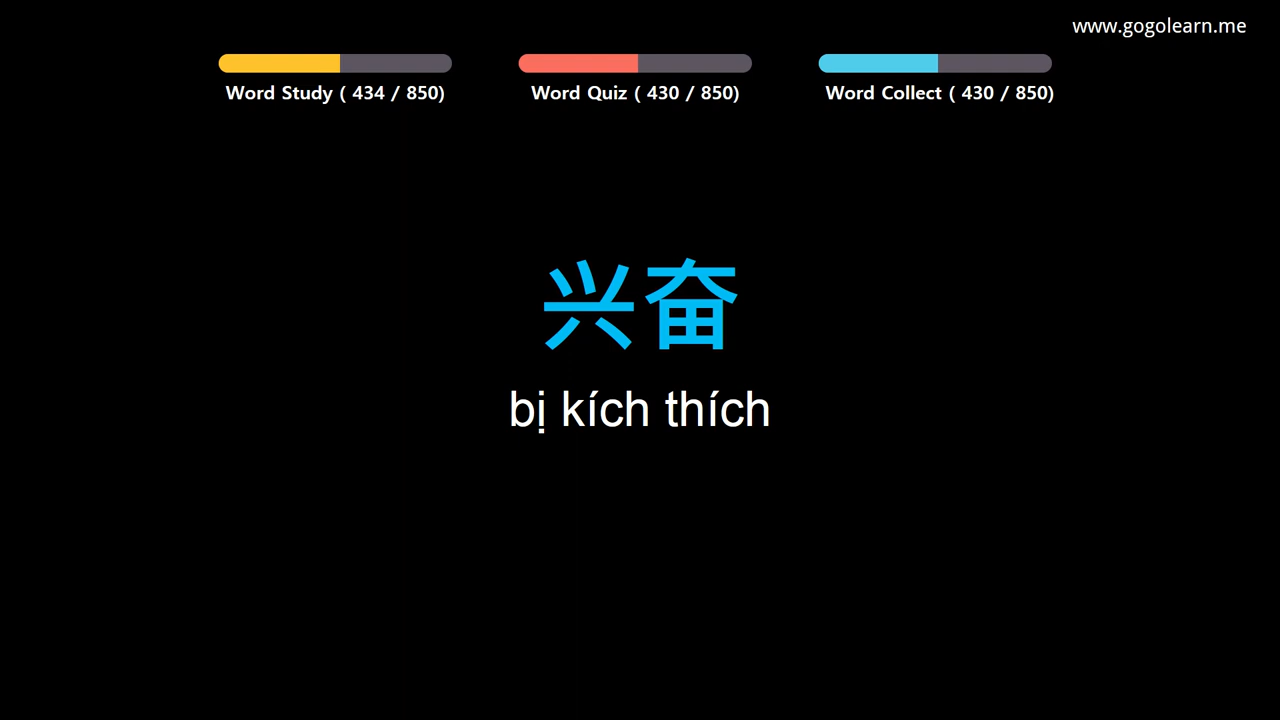 www.gogolearn.me
Word Study ( 434 / 850)
Word Quiz ( 430 / 850)
Word Collect ( 430 / 850)
兴奋
bị kích thích